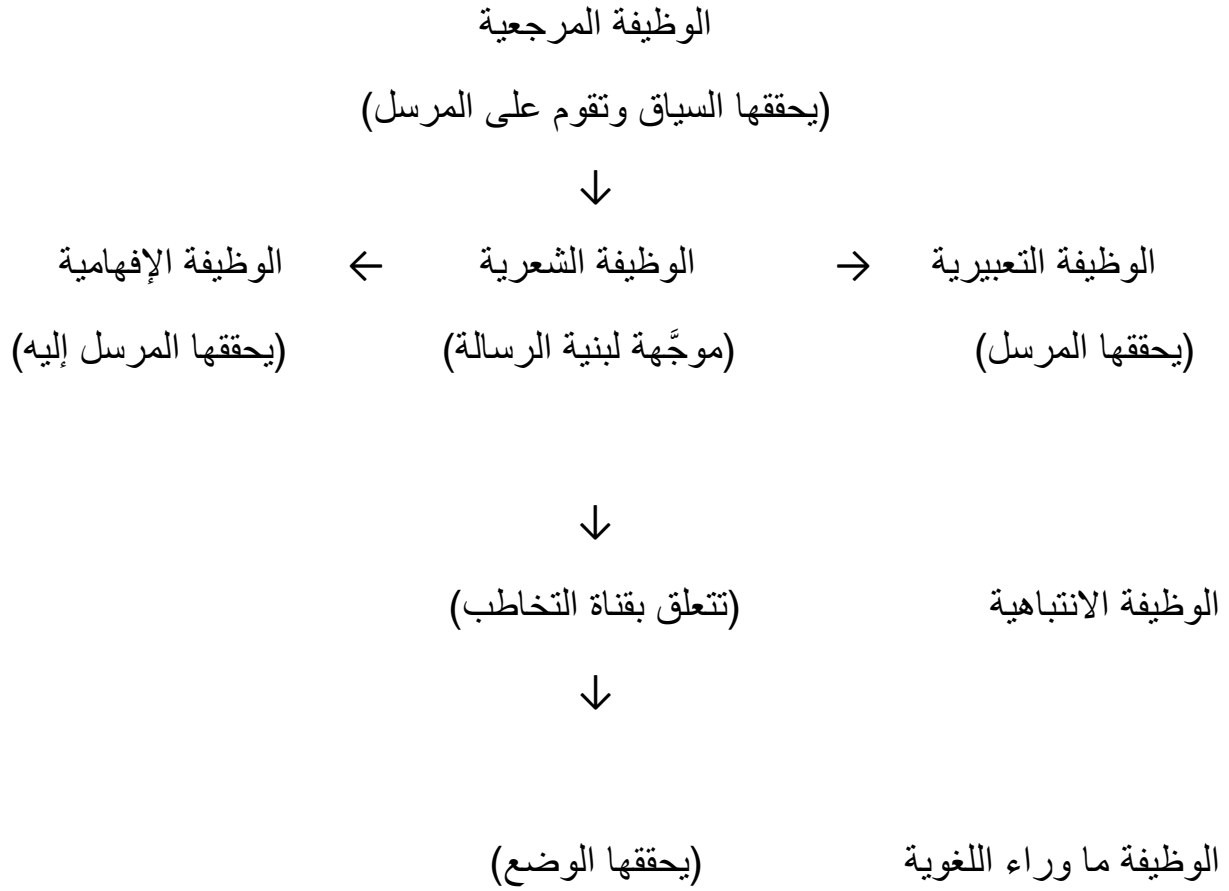 الوظيفة المرجعية
(يحققها السياق وتقوم على المرسل)
↓
الوظيفة التعبيرية → الوظيفة الشعرية ← الوظيفة الإفهامية
(يحققها المرسل) (موجَّهة لبنية الرسالة) (يحققها المرسل إليه)
↓
الوظيفة الانتباهية (تتعلق بقناة التخاطب)
↓
الوظيفة ما وراء اللغوية (يحققها الوضع)